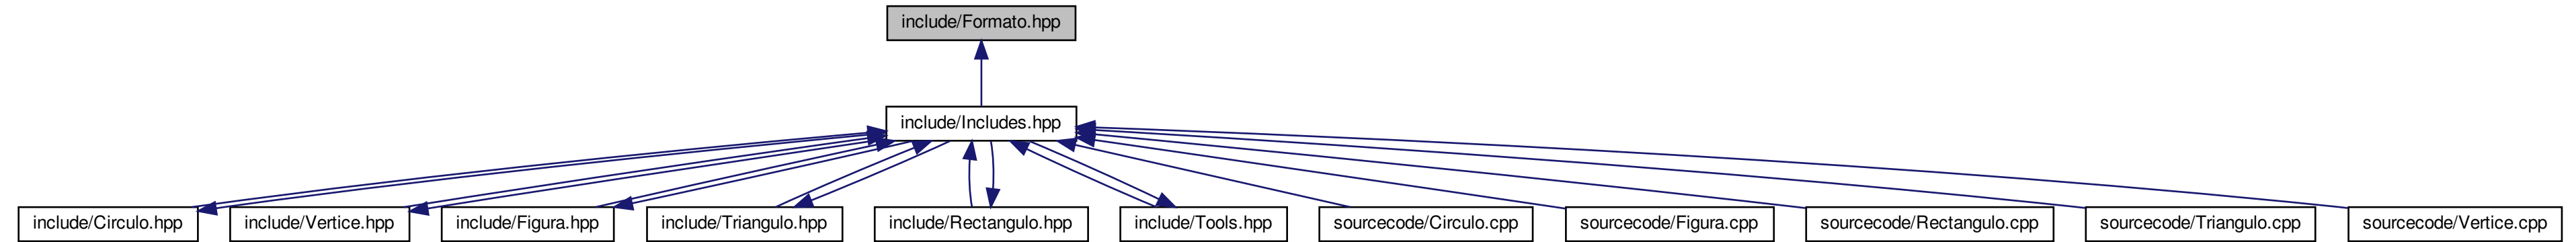 include/Formato.hpp
include/Includes.hpp
include/Circulo.hpp
include/Vertice.hpp
include/Figura.hpp
include/Triangulo.hpp
include/Rectangulo.hpp
include/Tools.hpp
sourcecode/Circulo.cpp
sourcecode/Figura.cpp
sourcecode/Rectangulo.cpp
sourcecode/Triangulo.cpp
sourcecode/Vertice.cpp